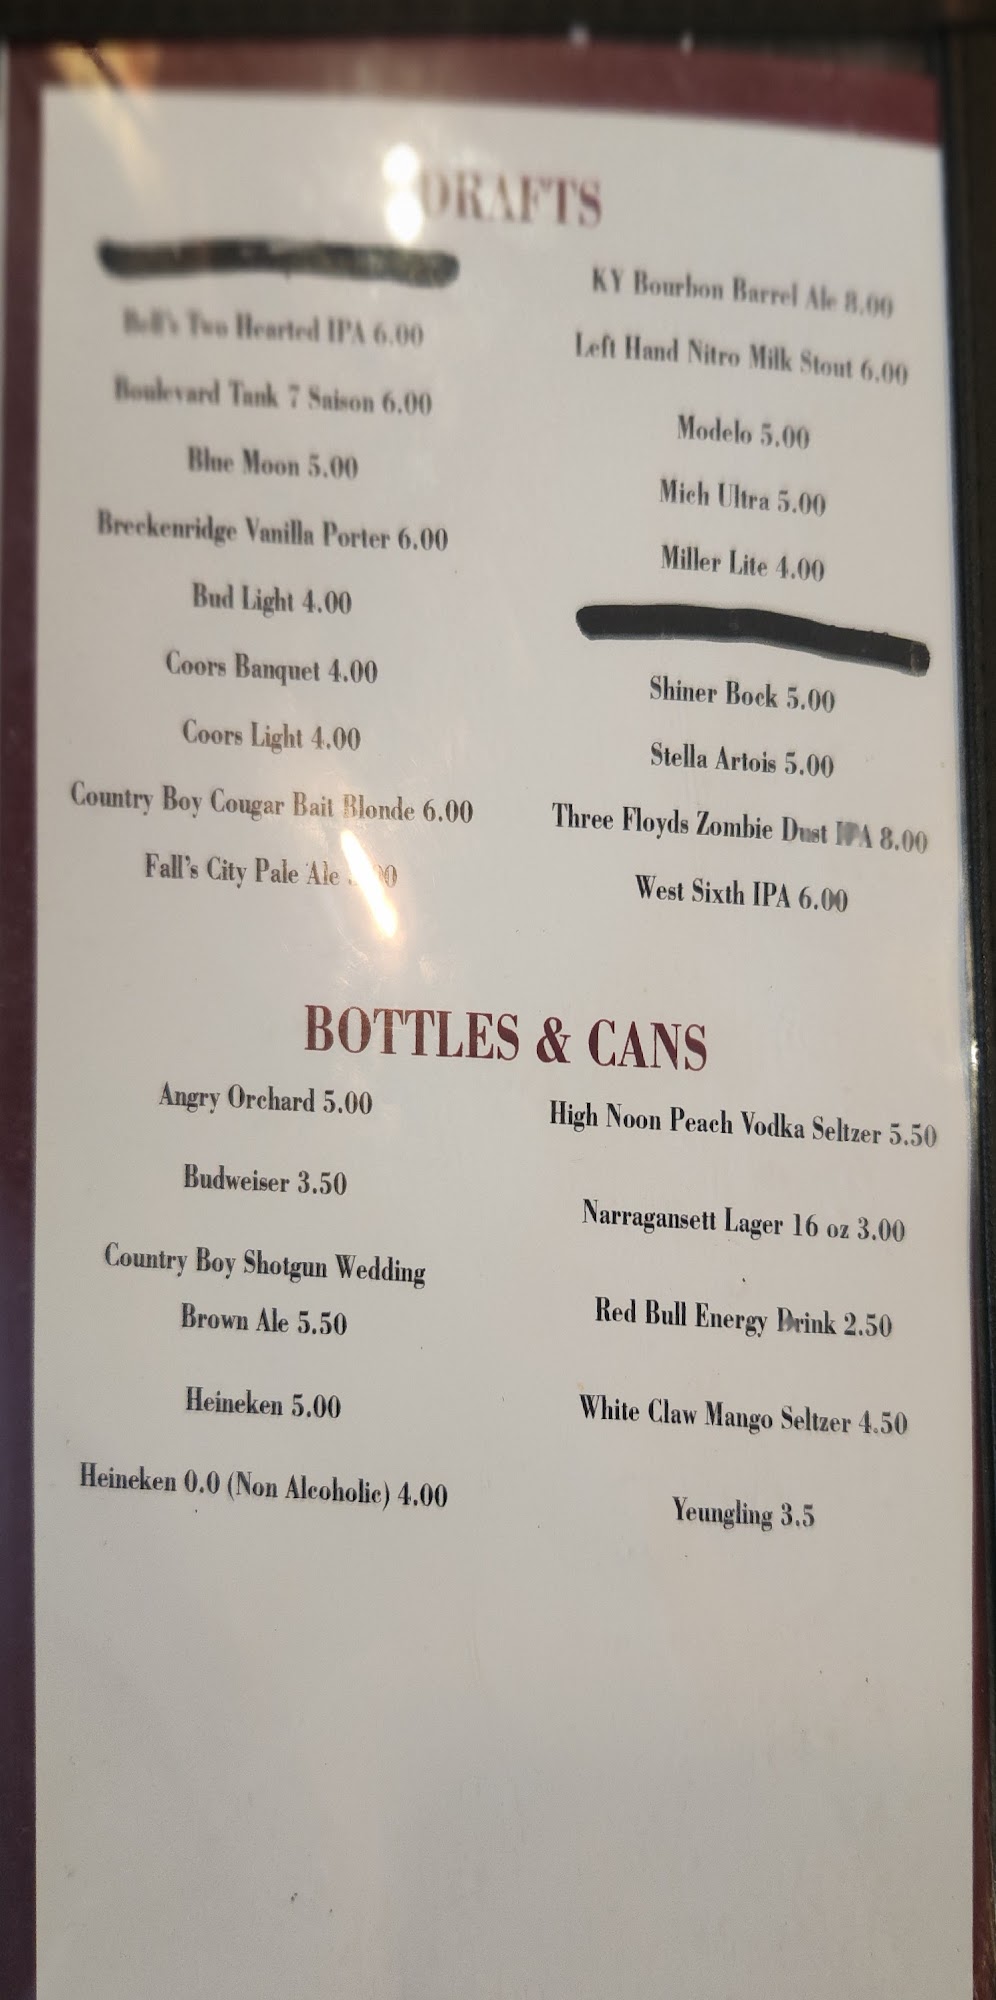 DRAFTS
Bell's Two Hearted IPA 6.00
Boulevard Tank 7 Saison 6.00
Blue Moon 5.00
Breckenridge Vanilla Porter 6.00
Bud Light 4.00
Coors Banquet 4.00
Coors Light 4.00
Country Boy Cougar Bait Blonde 6.00
Fall's City Pale Ale
KY Bourbon Barrel Ale 8.00
Left Hand Nitro Milk Stout 6.00
Modelo 5.00
Mich Ultra 5.00
Miller Lite 4.00
Shiner Bock 5.00
Stella Artois 5.00
Three Floyds Zombie Dust IPA 8.00
West Sixth IPA 6.00
BOTTLES & CANS
Angry Orchard 5.00
Budweiser 3.50
Country Boy Shotgun Wedding
Brown Ale 5.50
Heineken 5.00
Heineken 0.0 (Non Alcoholic) 4.00
High Noon Peach Vodka Seltzer 5.50
Narragansett Lager 16 oz 3.00
Red Bull Energy Drink 2.50
White Claw Mango Seltzer 4.50
Yeungling 3.5